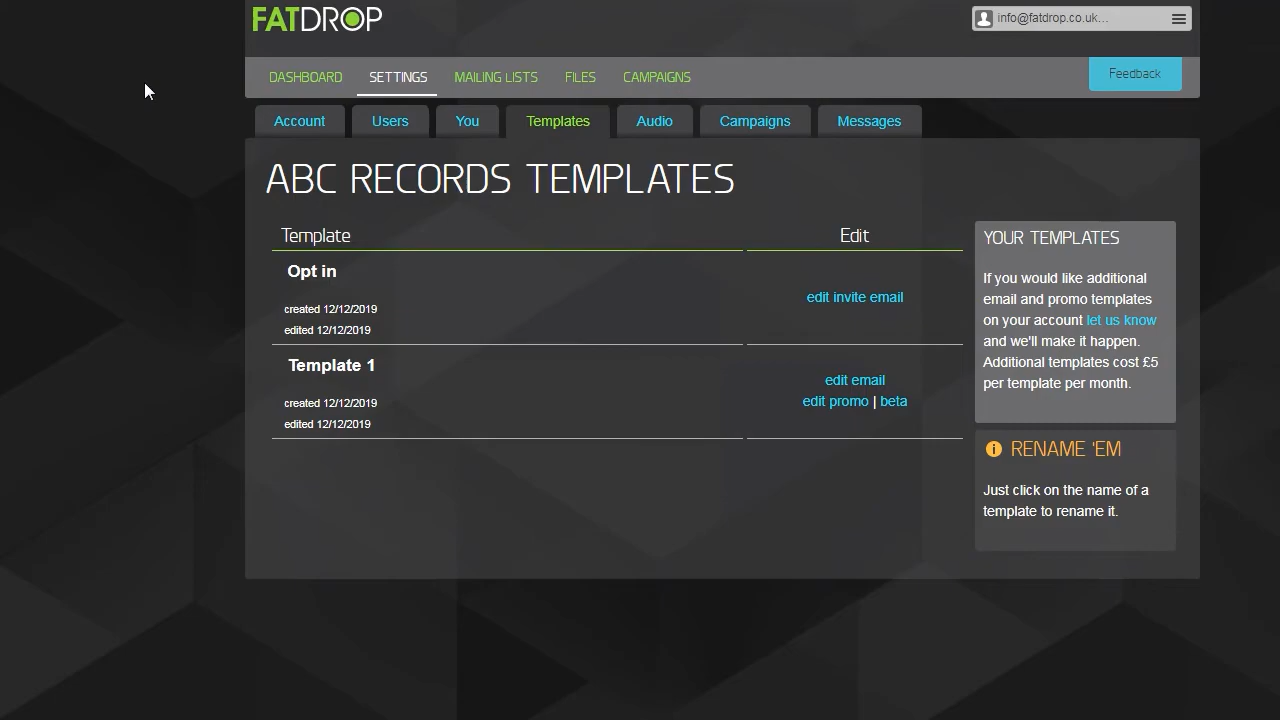 FATDROP
info@fatdrop.co.uk...
DASHBOARD SETTINGS MAILING LISTS FILES CAMPAIGNS
Feedback
Account Users You Templates Audio Campaigns Messages
ABC RECORDS TEMPLATES
Template Edit
Opt in
edit invite email
created 12/12/2019
edited 12/12/2019
Template 1
edit email
created 12/12/2019
edit promo | beta
edited 12/12/2019
YOUR TEMPLATES
If you would like additional
email and promo templates
on your account let us know
and we'll make it happen.
Additional templates cost £5
per template per month.
RENAME 'EM
Just click on the name of a
template to rename it.